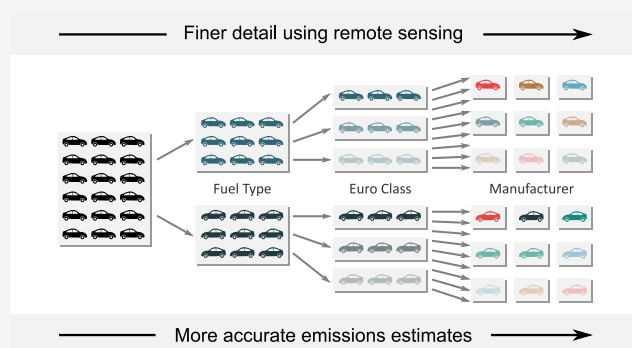 Finer detail using remote sensing
Fuel Type
Euro Class
Manufacturer
More accurate emissions estimates